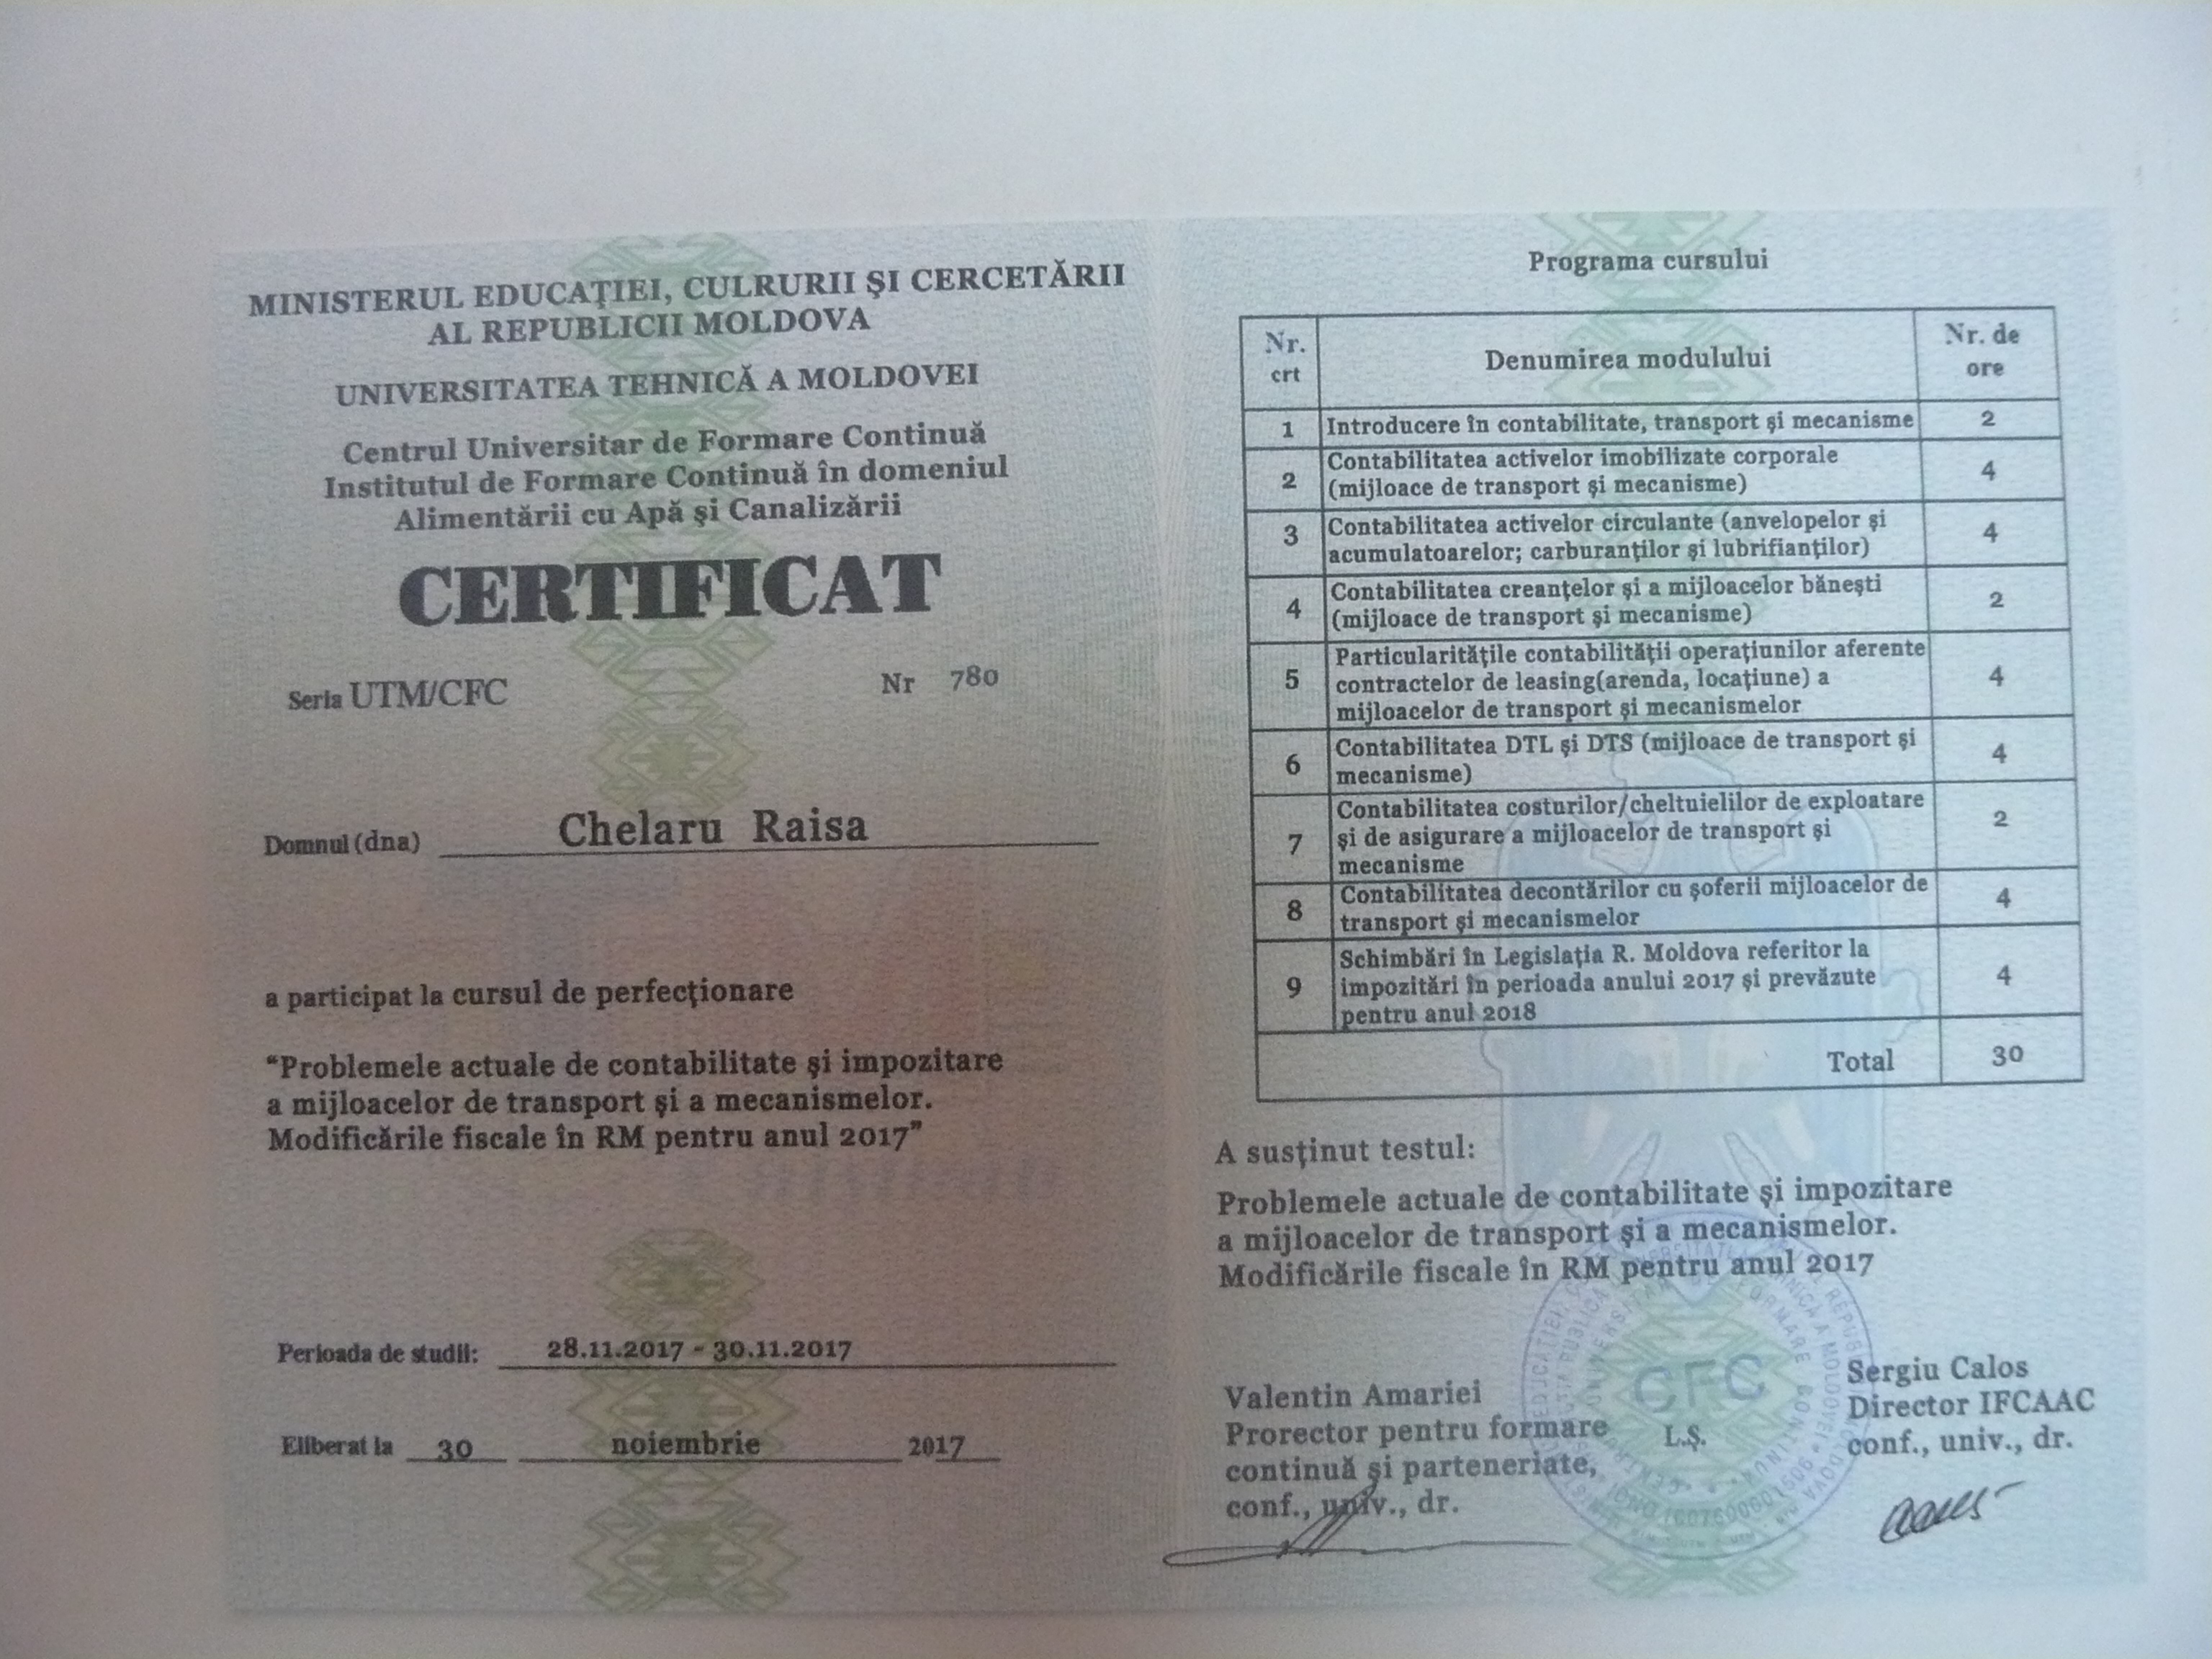 MINISTERUL EDUCAŢIEI, CULRURII ŞI CERCETĂRII
AL REPUBLICII MOLDOVA
UNIVERSITATEA TEHNICĂ A MOLDOVEI
Centrul Universitar de Formare Continuă
Institutul de Formare Continuă în domeniul
Alimentării cu Apă şi Canalizării
CERTIFICAT
Seria UTM/CFC Nr 780
Domnul (dna) Chelaru Raisa
a participat la cursul de perfecţionare
“Problemele actuale de contabilitate şi impozitare
a mijloacelor de transport şi a mecanismelor.
Modificările fiscale în RM pentru anul 2017”
Perioada de studii: 28.11.2017 - 30.11.2017
Eliberat la 30 noiembrie 2017
Programa cursului
Nr. crt Denumirea modulului Nr. de ore
1 Introducere în contabilitate, transport şi mecanisme 2
2 Contabilitatea activelor imobilizate corporale
(mijloace de transport şi mecanisme) 4
3 Contabilitatea activelor circulante (anvelopelor şi
acumulatoarelor; carburanţilor şi lubrifianţilor) 4
4 Contabilitatea creanţelor şi a mijloacelor băneşti
(mijloace de transport şi mecanisme) 2
5 Particularităţile contabilităţii operaţiunilor aferente
contractelor de leasing(arenda, locaţiune) a
mijloacelor de transport şi mecanismelor 4
6 Contabilitatea DTL şi DTS (mijloace de transport şi
mecanisme) 4
7 Contabilitatea costurilor/cheltuielilor de exploatare
şi de asigurare a mijloacelor de transport şi
mecanisme 2
8 Contabilitatea decontărilor cu şoferii mijloacelor de
transport şi mecanismelor 4
9 Schimbări în Legislaţia R. Moldova referitor la
impozitări în perioada anului 2017 şi prevăzute
pentru anul 2018 4
Total 30
A susţinut testul:
Problemele actuale de contabilitate şi impozitare
a mijloacelor de transport şi a mecanismelor.
Modificările fiscale în RM pentru anul 2017
Valentin Amariei
Prorector pentru formare
continuă şi parteneriate,
conf., univ., dr.
CFC
L.Ş.
Sergiu Calos
Director IFCAAC
conf., univ., dr.